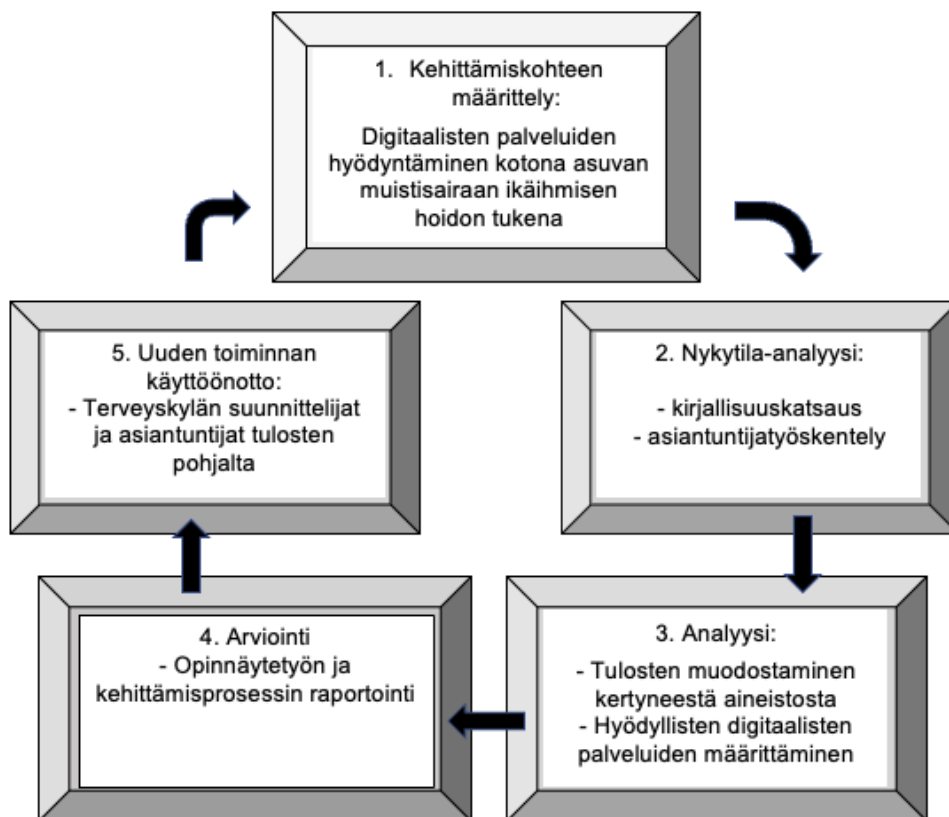 1. Kehittämiskohteen
määrittely:
Digitaalisten palveluiden
hyödyntäminen kotona asuvan
muistisairaan ikäihmisen
hoidon tukena
2. Nykytila-analyysi:
- kirjallisuuskatsaus
- asiantuntijatyöskentely
3. Analyysi:
- Tulosten muodostaminen
kertyneestä aineistosta
- Hyödyllisten digitaalisten
palveluiden määrittäminen
4. Arviointi
- Opinnäytetyön ja
kehittämisprosessin raportointi
5. Uuden toiminnan
käyttöönotto:
- Terveyskylän suunnittelijat
ja asiantuntijat tulosten
pohjalta